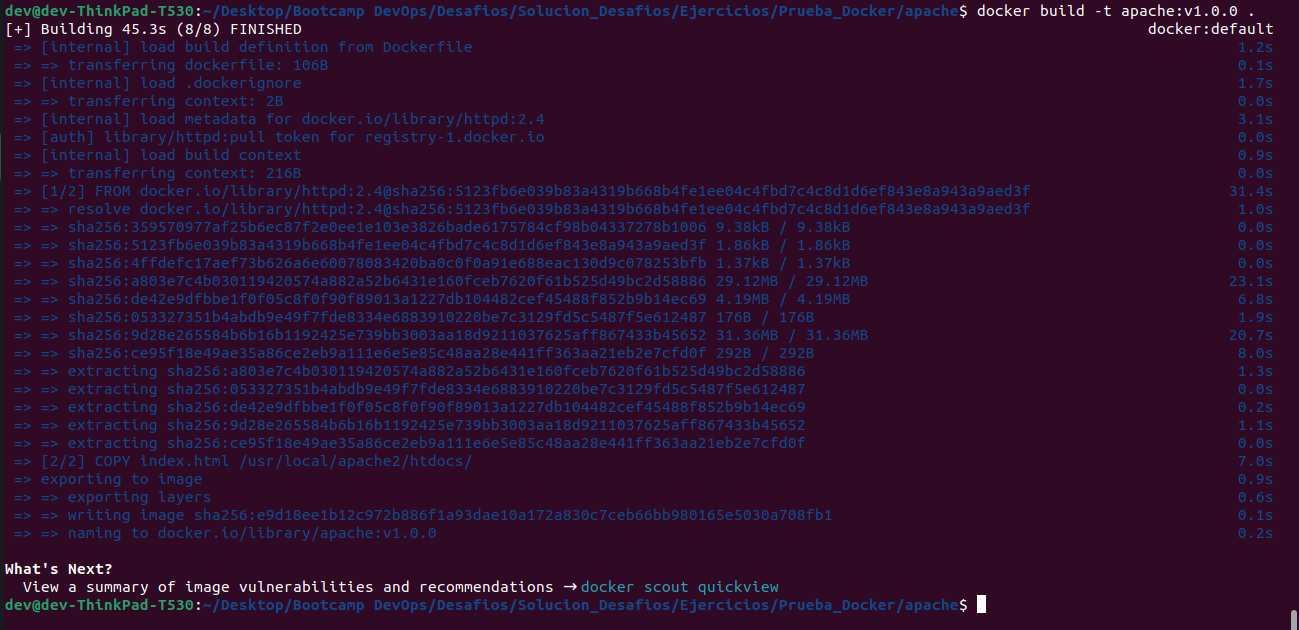 dev@dev-ThinkPad-T530:~/Desktop/Bootcamp DevOps/Desafios/Solucion_Desafios/Ejercicios/Prueba_Docker/apache$ docker build -t apache:v1.0.0 .
[+] Building 45.3s (8/8) FINISHED docker:default
=> [internal] load build definition from Dockerfile 1.2s
=> => transferring dockerfile: 106B 0.1s
=> [internal] load .dockerignore 1.7s
=> => transferring context: 2B 0.0s
=> [internal] load metadata for docker.io/library/httpd:2.4 3.1s
=> [auth] library/httpd:pull token for registry-1.docker.io 0.0s
=> [internal] load build context 0.9s
=> => transferring context: 216B 0.0s
=> [1/2] FROM docker.io/library/httpd:2.4@sha256:5123fb6e039b83a4319b668b4fe1ee04c4fbd7c4c8d1d6ef843e8a943a9aed3f 31.4s
=> => resolve docker.io/library/httpd:2.4@sha256:5123fb6e039b83a4319b668b4fe1ee04c4fbd7c4c8d1d6ef843e8a943a9aed3f 1.0s
=> => sha256:359570977af25b6ec87f2e0ee1e103e3826bade6175784cf98b04337278b1006 9.38kB / 9.38kB 0.0s
=> => sha256:5123fb6e039b83a4319b668b4fe1ee04c4fbd7c4c8d1d6ef843e8a943a9aed3f 1.86kB / 1.86kB 0.0s
=> => sha256:4ffdefc17aef73b626a6e60078083420ba0c0f0a91e688eac130d9c078253bfb 1.37kB / 1.37kB 0.0s
=> => sha256:a803e7c4b030119420574a882a52b6431e160fceb7620f61b525d49bc2d58886 29.12MB / 29.12MB 23.1s
=> => sha256:de42e9dfbbe1f0f05c8f0f90f89013a1227db104482cef45488f852b9b14ec69 4.19MB / 4.19MB 6.8s
=> => sha256:053327351b4abdb9e49f7fde8334e6883910220be7c3129fd5c5487f5e612487 176B / 176B 1.9s
=> => sha256:9d28e265584b6b16b1192425e739bb3003aa18d9211037625aff867433b45652 31.36MB / 31.36MB 20.7s
=> => sha256:ce95f18e49ae35a86ce2eb9a111e6e5e85c48aa28e441ff363aa21eb2e7cfd0f 292B / 292B 8.0s
=> => extracting sha256:a803e7c4b030119420574a882a52b6431e160fceb7620f61b525d49bc2d58886 1.3s
=> => extracting sha256:053327351b4abdb9e49f7fde8334e6883910220be7c3129fd5c5487f5e612487 0.0s
=> => extracting sha256:de42e9dfbbe1f0f05c8f0f90f89013a1227db104482cef45488f852b9b14ec69 0.2s
=> => extracting sha256:9d28e265584b6b16b1192425e739bb3003aa18d9211037625aff867433b45652 1.1s
=> => extracting sha256:ce95f18e49ae35a86ce2eb9a111e6e5e85c48aa28e441ff363aa21eb2e7cfd0f 0.0s
=> [2/2] COPY index.html /usr/local/apache2/htdocs/ 7.0s
=> exporting to image 0.9s
=> => exporting layers 0.6s
=> => writing image sha256:e9d18ee1b12c972b886f1a93dae10a172a830c7ceb66bb980165e5030a708fb1 0.1s
=> => naming to docker.io/library/apache:v1.0.0 0.2s
What's Next?
View a summary of image vulnerabilities and recommendations → docker scout quickview
dev@dev-ThinkPad-T530:~/Desktop/Bootcamp DevOps/Desafios/Solucion_Desafios/Ejercicios/Prueba_Docker/apache$